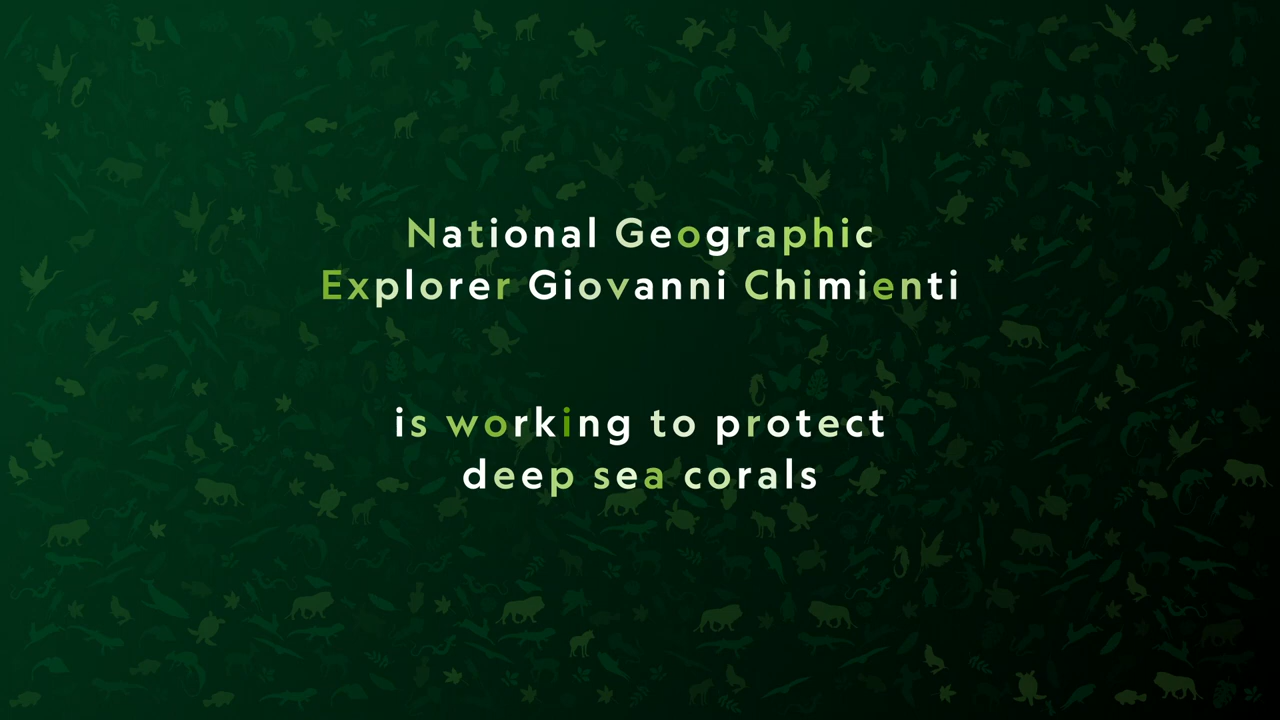 National Geographic
Explorer Giovanni Chimienti
is working to protect
deep sea corals